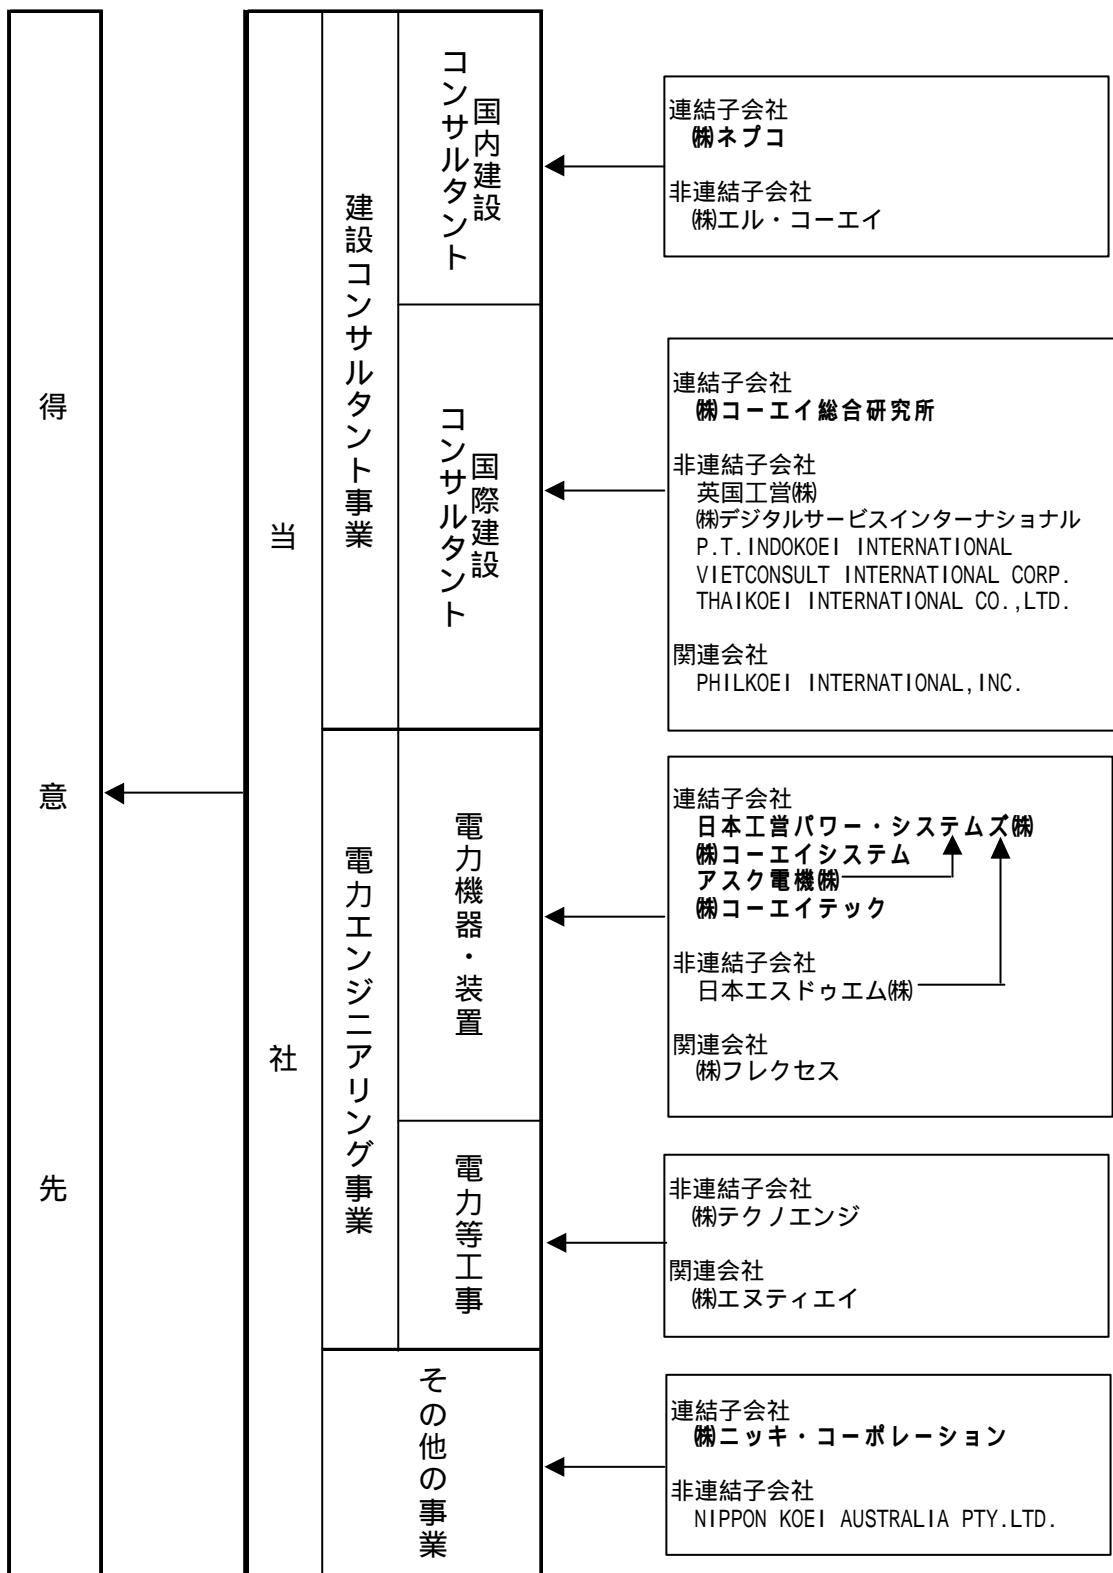 得意先
当社
建設コンサルタント事業
国内建設
コンサルタント
連結子会社
㈱ネプコ
非連結子会社
㈱エル・コーエイ
国際建設
コンサルタント
連結子会社
㈱コーエイ総合研究所
非連結子会社
英国工営㈱
㈱デジタルサービスインターナショナル
P.T.INDOKOEI INTERNATIONAL
VIETCONSULT INTERNATIONAL CORP.
THAIKOEI INTERNATIONAL CO.,LTD.
関連会社
PHILKOEI INTERNATIONAL,INC.
電力エンジニアリング事業
電力機器・装置
連結子会社
日本工営パワー・システムズ㈱
㈱コーエイシステム
アスク電機㈱
㈱コーエイテック
非連結子会社
日本エスドゥエム㈱
関連会社
㈱フレクセス
電力等工事
非連結子会社
㈱テクノエンジ
関連会社
㈱エヌティエイ
その他の事業
連結子会社
㈱ニッキ・コーポレーション
非連結子会社
NIPPON KOEI AUSTRALIA PTY.LTD.